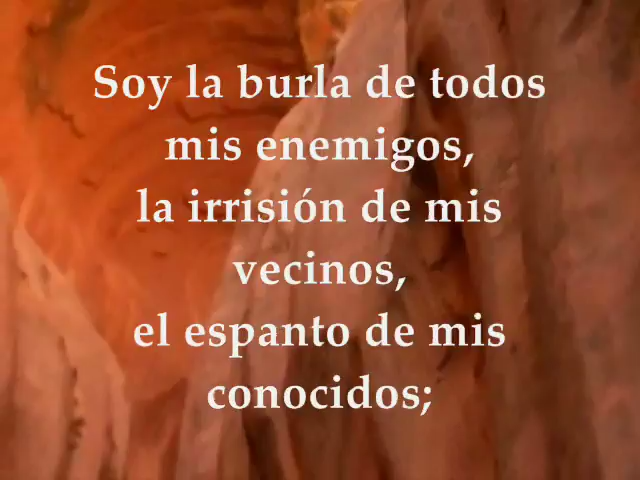 Soy la burla de todos
mis enemigos,
la irrisión de mis
vecinos,
el espanto de mis
conocidos;